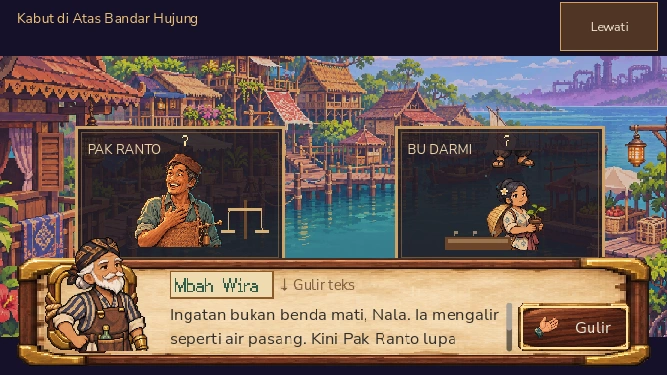 Kabut di Atas Bandar Hujung
Lewati
PAK RANTO
?
BU DARMI
?
Mbah Wira
↓ Gulir teks
Ingatan bukan benda mati, Nala. Ia mengalir
seperti air pasang. Kini Pak Ranto lupa
Gulir